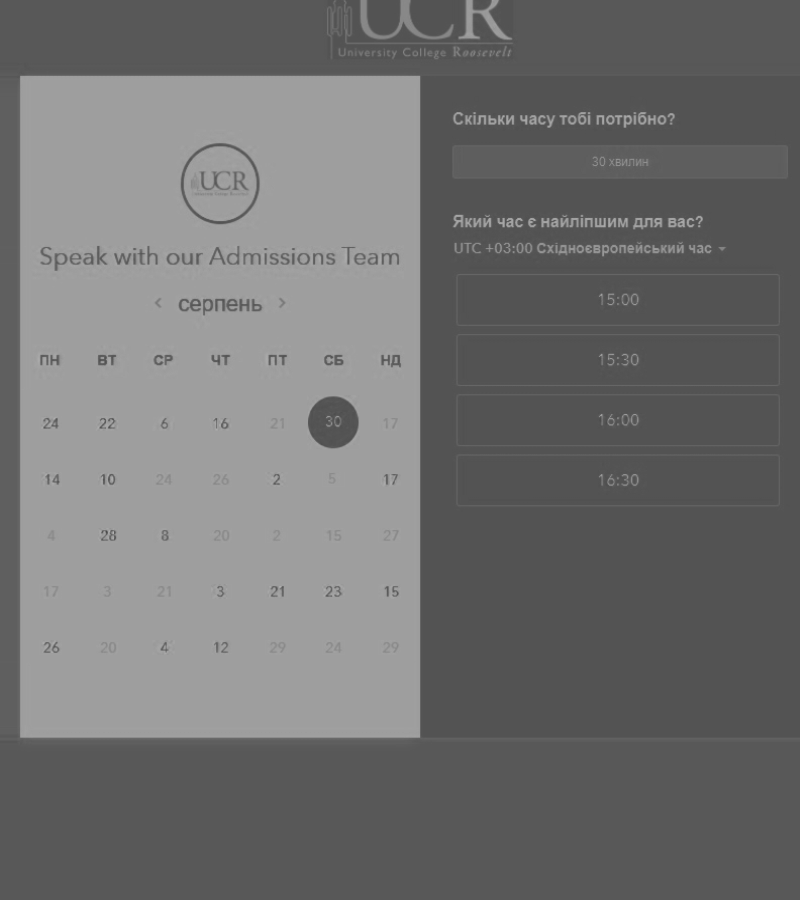 UCR
University College Roosevelt
UCR
Speak with our Admissions Team
серпень
ПН ВТ СР ЧТ ПТ СБ НД
24 22 6 16 21 30 17
14 10 24 26 2 5 17
4 28 8 20 2 15 27
17 3 21 3 21 23 15
26 20 4 12 29 24 29
Скільки часу тобі потрібно?
30 хвилин
Який час є найліпшим для вас?
UTC +03:00 Східноєвропейський час
15:00
15:30
16:00
16:30